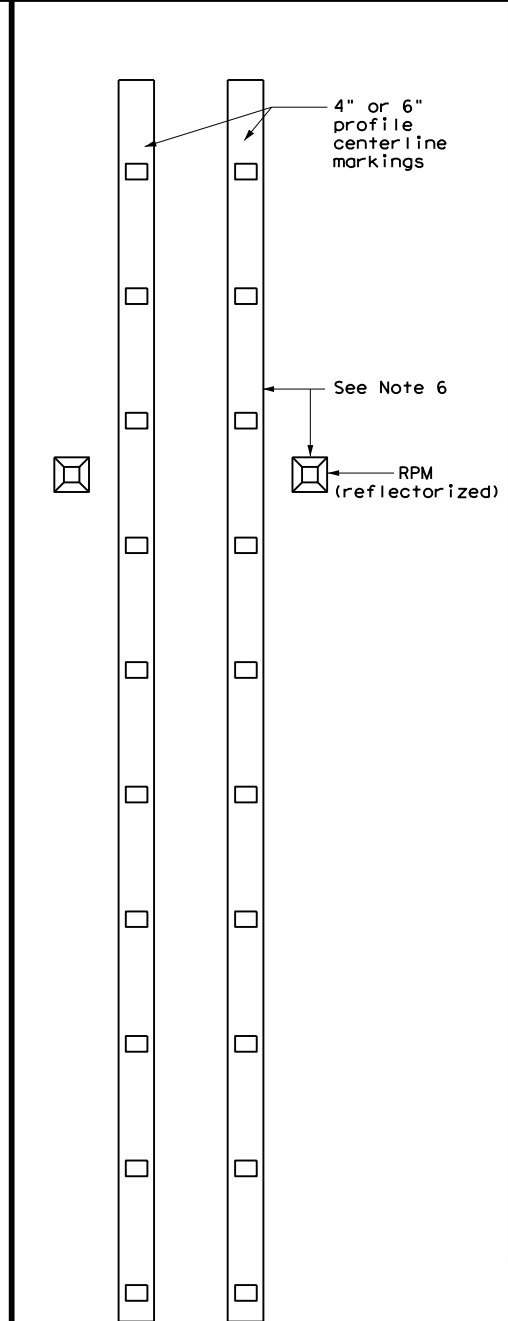 4" or 6"
profile
centerline
markings
See Note 6
RPM
(reflectorized)